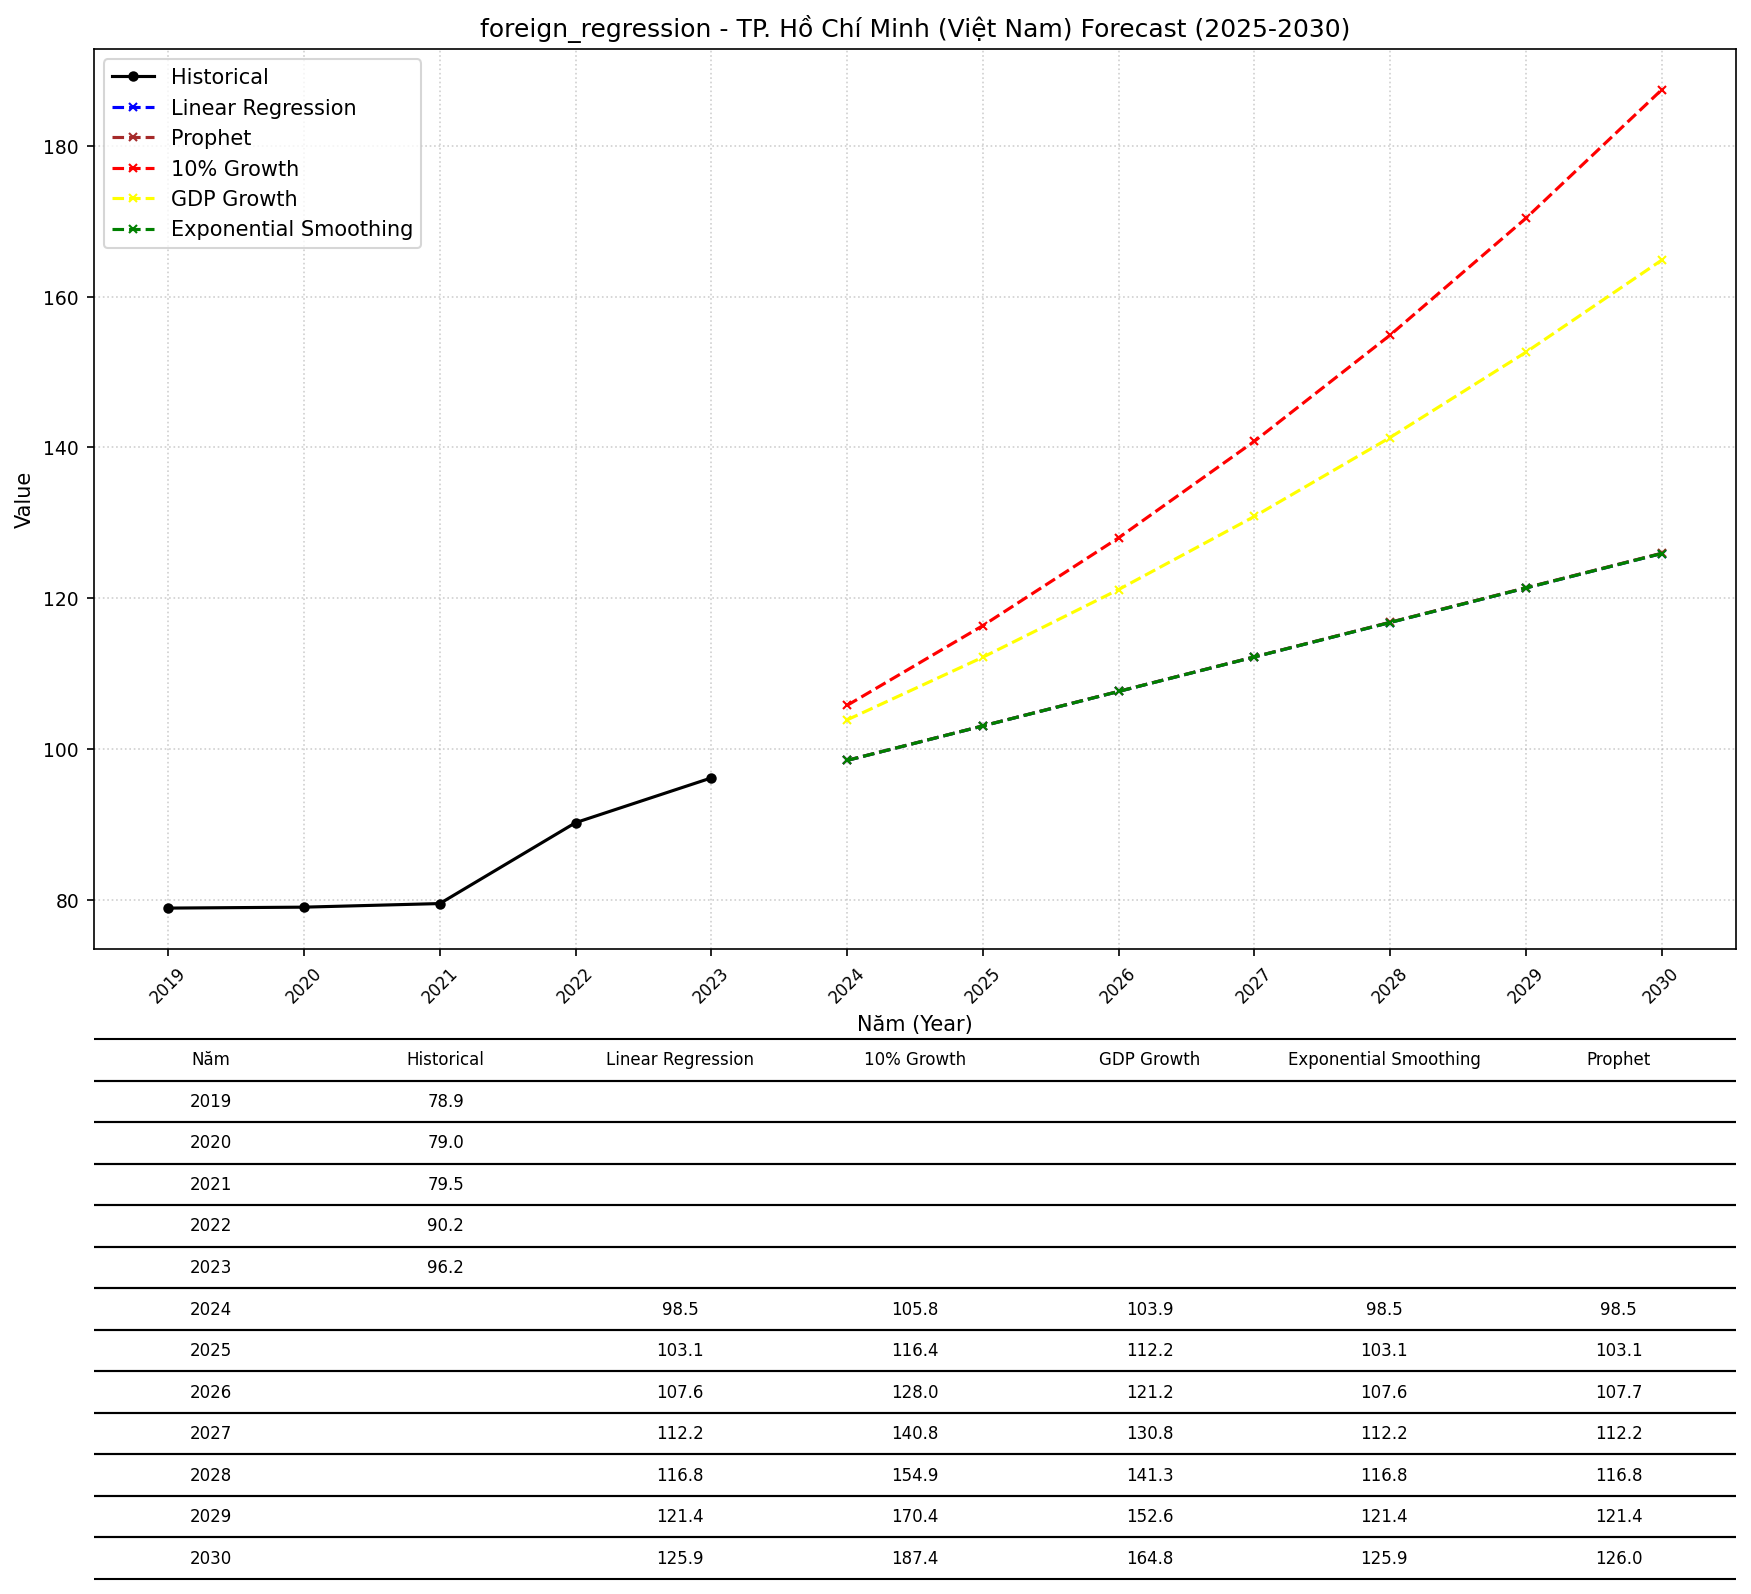 foreign_regression - TP. Hồ Chí Minh (Việt Nam) Forecast (2025-2030)
Historical
Linear Regression
Prophet
10% Growth
GDP Growth
Exponential Smoothing
Value
180
160
140
120
100
80
2019 2020 2021 2022 2023 2024 2025 2026 2027 2028 2029 2030
Năm (Year)
Năm Historical Linear Regression 10% Growth GDP Growth Exponential Smoothing Prophet
2019 78.9
2020 79.0
2021 79.5
2022 90.2
2023 96.2
2024 98.5 105.8 103.9 98.5 98.5
2025 103.1 116.4 112.2 103.1 103.1
2026 107.6 128.0 121.2 107.6 107.7
2027 112.2 140.8 130.8 112.2 112.2
2028 116.8 154.9 141.3 116.8 116.8
2029 121.4 170.4 152.6 121.4 121.4
2030 125.9 187.4 164.8 125.9 126.0